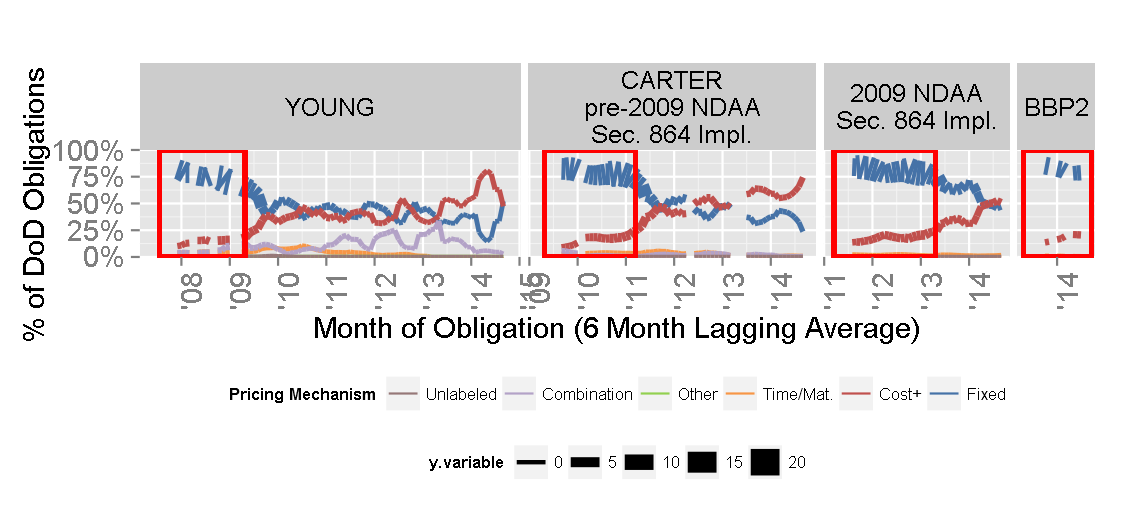 YOUNG
CARTER
pre-2009 NDAA
Sec. 864 Impl.
2009 NDAA
Sec. 864 Impl.
BBP2
% of DoD Obligations
100%
75%
50%
25%
0%
'08 '09 '10 '11 '12 '13 '14 '15
'09 '10 '11 '12 '13 '14
'11 '12 '13 '14
'14
Month of Obligation (6 Month Lagging Average)
Pricing Mechanism Unlabeled Combination Other Time/Mat. Cost+ Fixed
y.variable 0 5 10 15 20